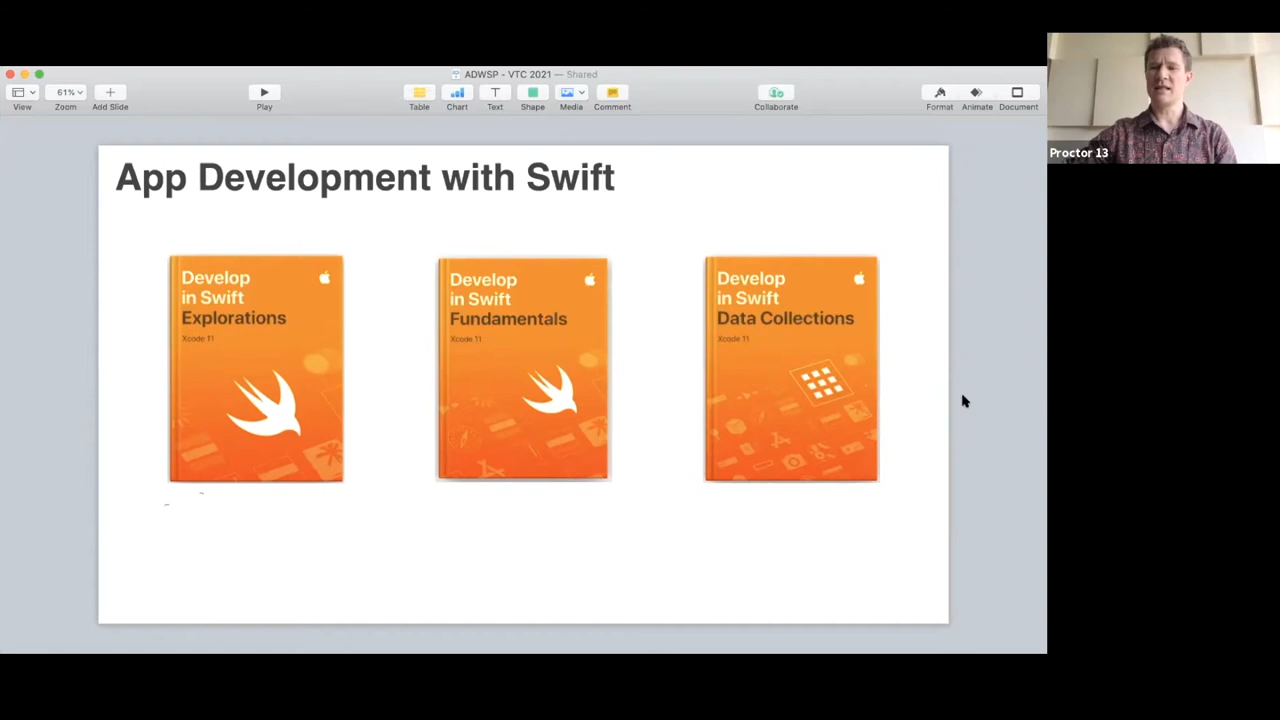 ADWSP - VTC 2021 — Shared
61%
View
Zoom
Add Slide
Play
Table
Chart
Text
Shape
Media
Comment
Collaborate
Format
Animate
Document
Proctor 13
App Development with Swift
Develop
in Swift
Explorations
Xcode 11
Develop
in Swift
Fundamentals
Xcode 11
Develop
in Swift
Data Collections
Xcode 11